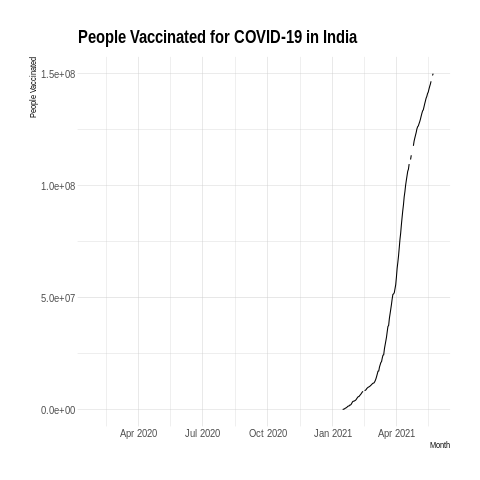 People Vaccinated for COVID-19 in India
People Vaccinated
1.5e+08
1.0e+08
5.0e+07
0.0e+00
Apr 2020 Jul 2020 Oct 2020 Jan 2021 Apr 2021
Month